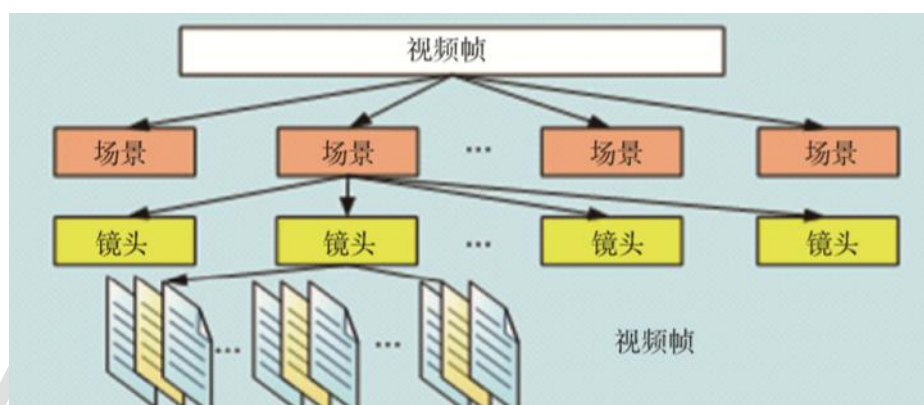 视频帧
场景 场景 … 场景 场景
镜头 镜头 … 镜头 镜头
… …
视频帧